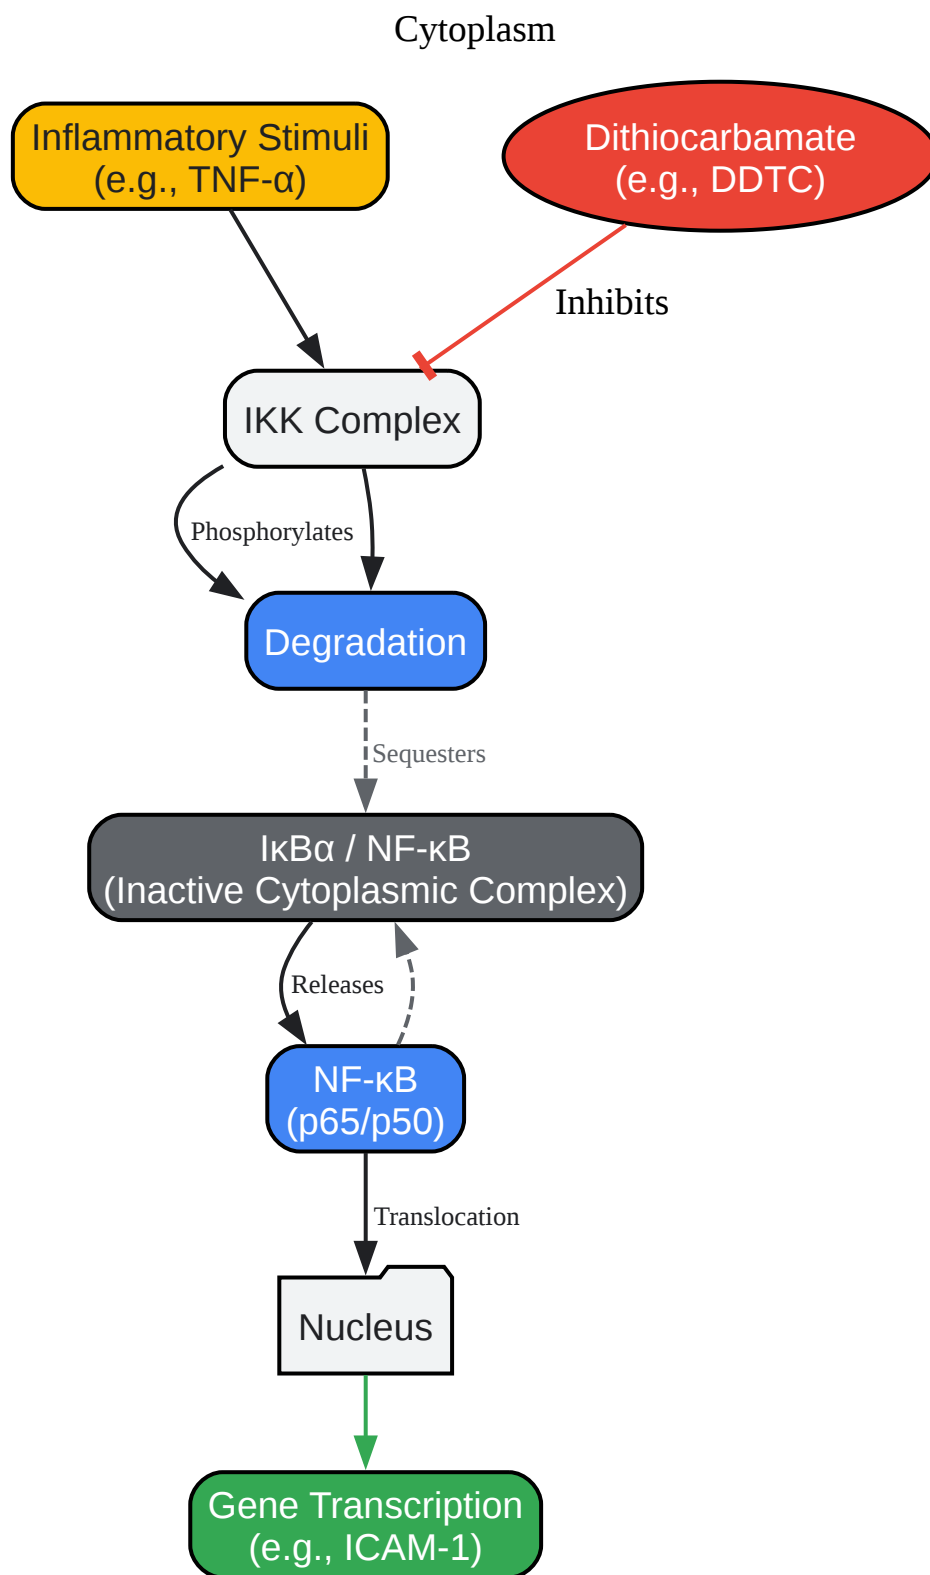 Cytoplasm
Inflammatory Stimuli
(e.g., TNF-α)
Dithiocarbamate
(e.g., DDTC)
Inhibits
IKK Complex
Phosphorylates
Degradation
Sequesters
IκBα / NF-κB
(Inactive Cytoplasmic Complex)
Releases
NF-κB
(p65/p50)
Translocation
Nucleus
Gene Transcription
(e.g., ICAM-1)